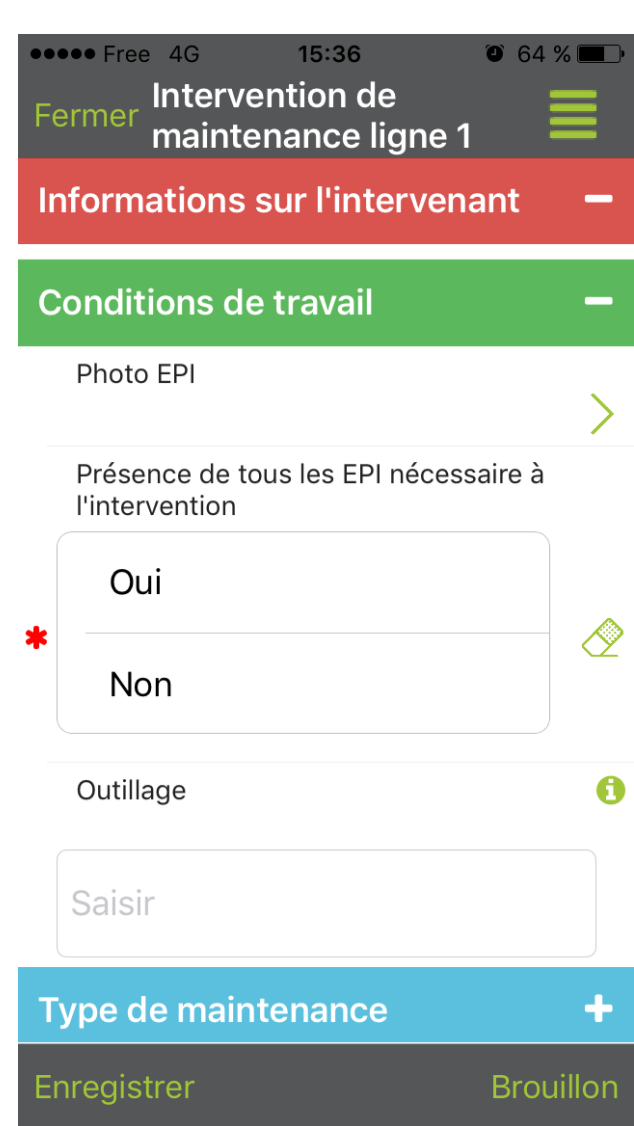 Free 4G 15:36 64 %
Fermer
Intervention de
maintenance ligne 1
Informations sur l'intervenant
Conditions de travail
Photo EPI
Présence de tous les EPI nécessaire à
l'intervention
Oui
Non
Outillage
Saisir
Type de maintenance
Enregistrer Brouillon